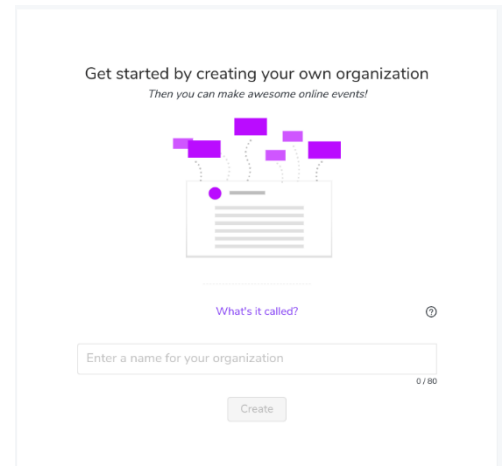 Get started by creating your own organization
Then you can make awesome online events!
What's it called?
?
Enter a name for your organization
0 / 80
Create